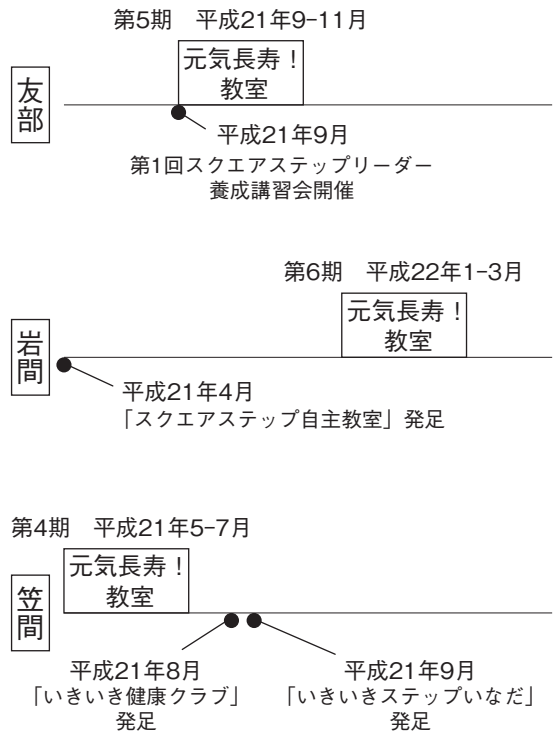 第5期　平成21年9-11月
元気長寿！
教室
友部
平成21年9月
第1回スクエアステップリーダー
養成講習会開催
第6期　平成22年1-3月
元気長寿！
教室
岩間
平成21年4月
「スクエアステップ自主教室」発足
第4期　平成21年5-7月
元気長寿！
教室
笠間
平成21年8月
「いきいき健康クラブ」
発足
平成21年9月
「いきいきステップいなだ」
発足